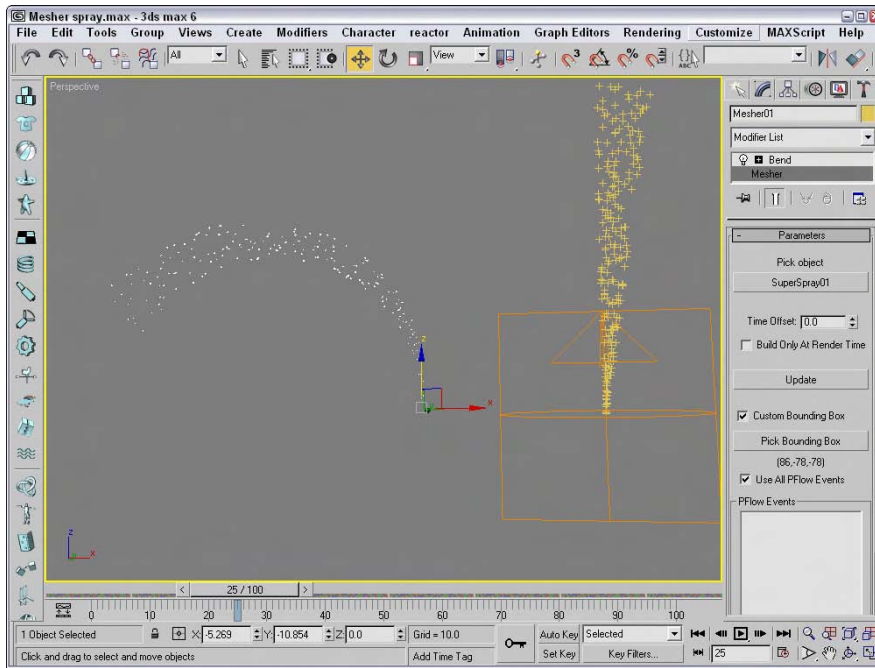 Mesher spray.max - 3ds max 6
File Edit Tools Group Views Create Modifiers Character reactor Animation Graph Editors Rendering Customize MAXScript Help
All View 3 % ABC
Perspective
Mesher01
Modifier List
Bend
Mesher
- Parameters
Pick object
SuperSpray01
Time Offset: 0.0
Build Only At Render Time
Update
Custom Bounding Box
Pick Bounding Box
(86,-78,-78)
Use All PFlow Events
PFlow Events
z
x
z
x
< 25 / 100 >
0 10 20 30 40 50 60 70 80 90 100
1 Object Selected X: -5.269 Y: -10.854 Z: 0.0 Grid = 10.0 Auto Key Selected
Click and drag to select and move objects Add Time Tag Set Key Key Filters... 25